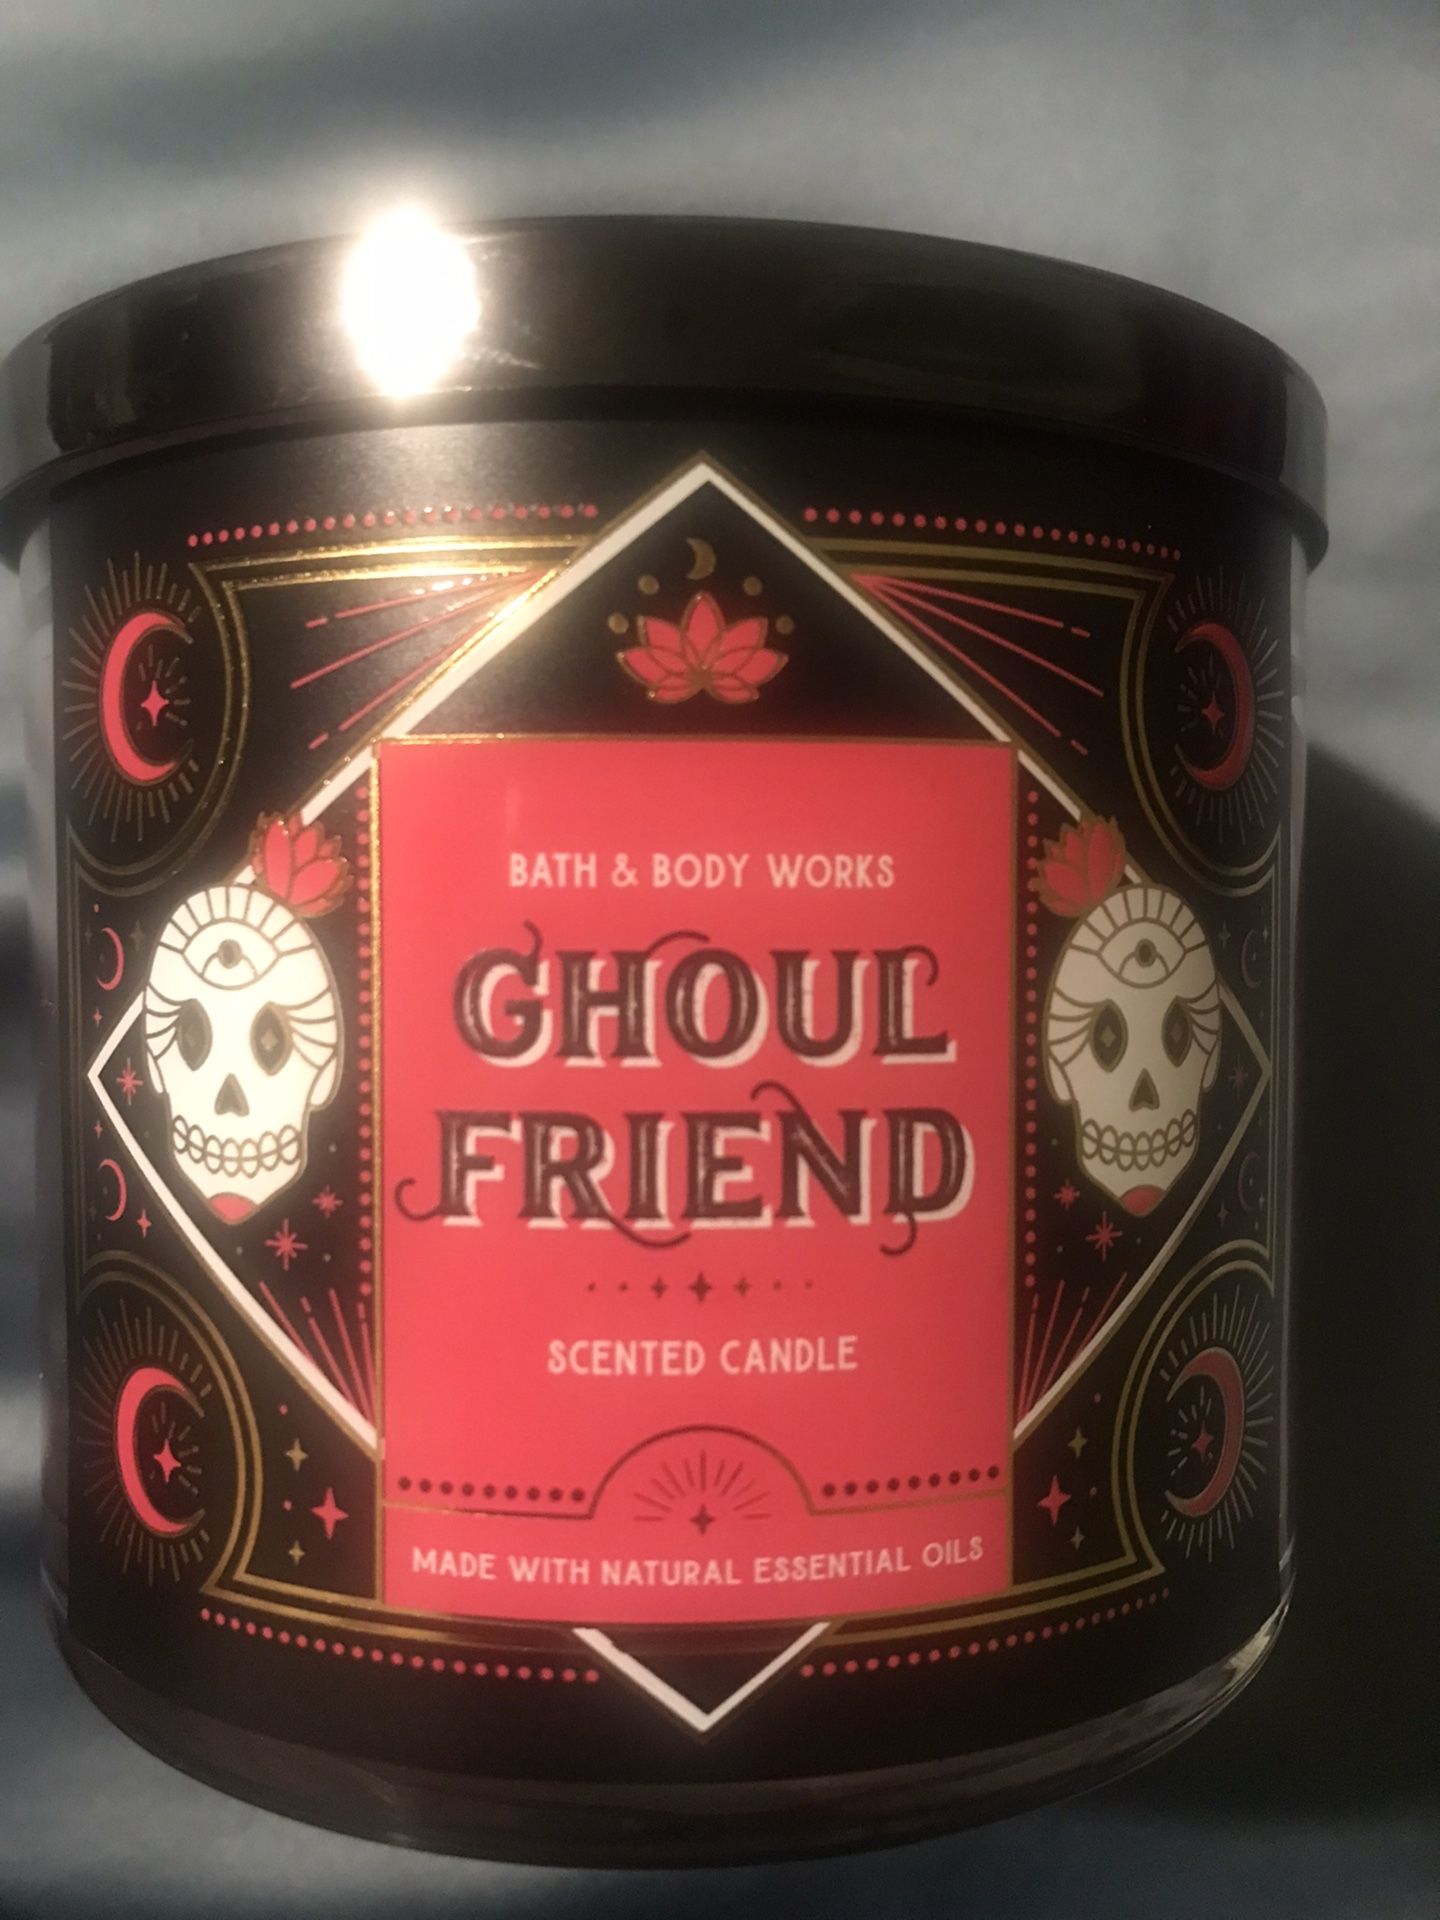 BATH & BODY WORKS
GHOUL
FRIEND
SCENTED CANDLE
MADE WITH NATURAL ESSENTIAL OILS